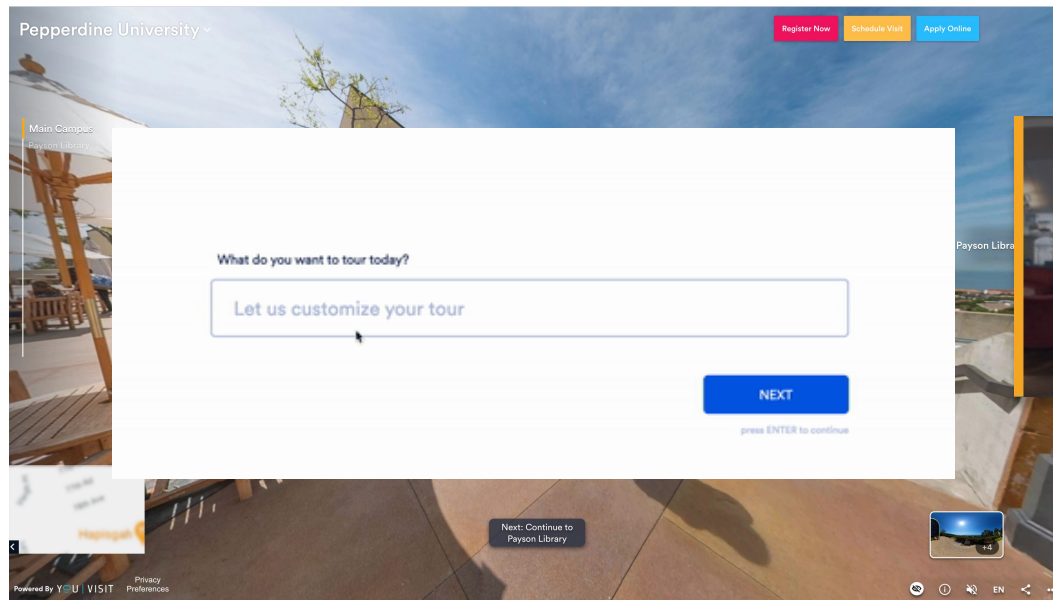 Pepperdine University
Register Now
Schedule Visit
Apply Online
Main Campus
Payson Library
What do you want to tour today?
Let us customize your tour
Payson Libra
NEXT
press ENTER to continue
Hapisgah
Next: Continue to
Payson Library
+4
Powered By YOU VISIT
Privacy
Preferences
EN